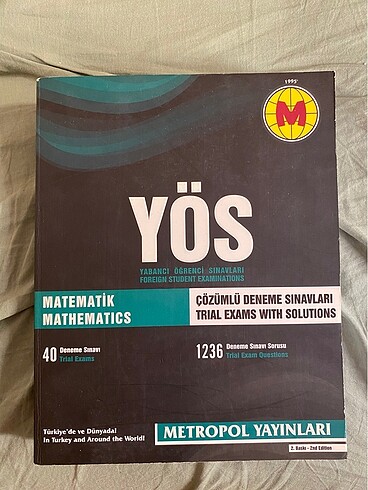 1995
M
YÖS
YABANCI ÖĞRENCİ SINAVLARI
FOREIGN STUDENT EXAMINATIONS
MATEMATİK
MATHEMATICS
ÇÖZÜMLÜ DENEME SINAVLARI
TRIAL EXAMS WITH SOLUTIONS
40 Deneme Sınavı
Trial Exams
1236 Deneme Sınavı Sorusu
Trial Exam Questions
Türkiye'de ve Dünyada!
in Turkey and Around the World!
METROPOL YAYINLARI
2. Baskı - 2nd Edition